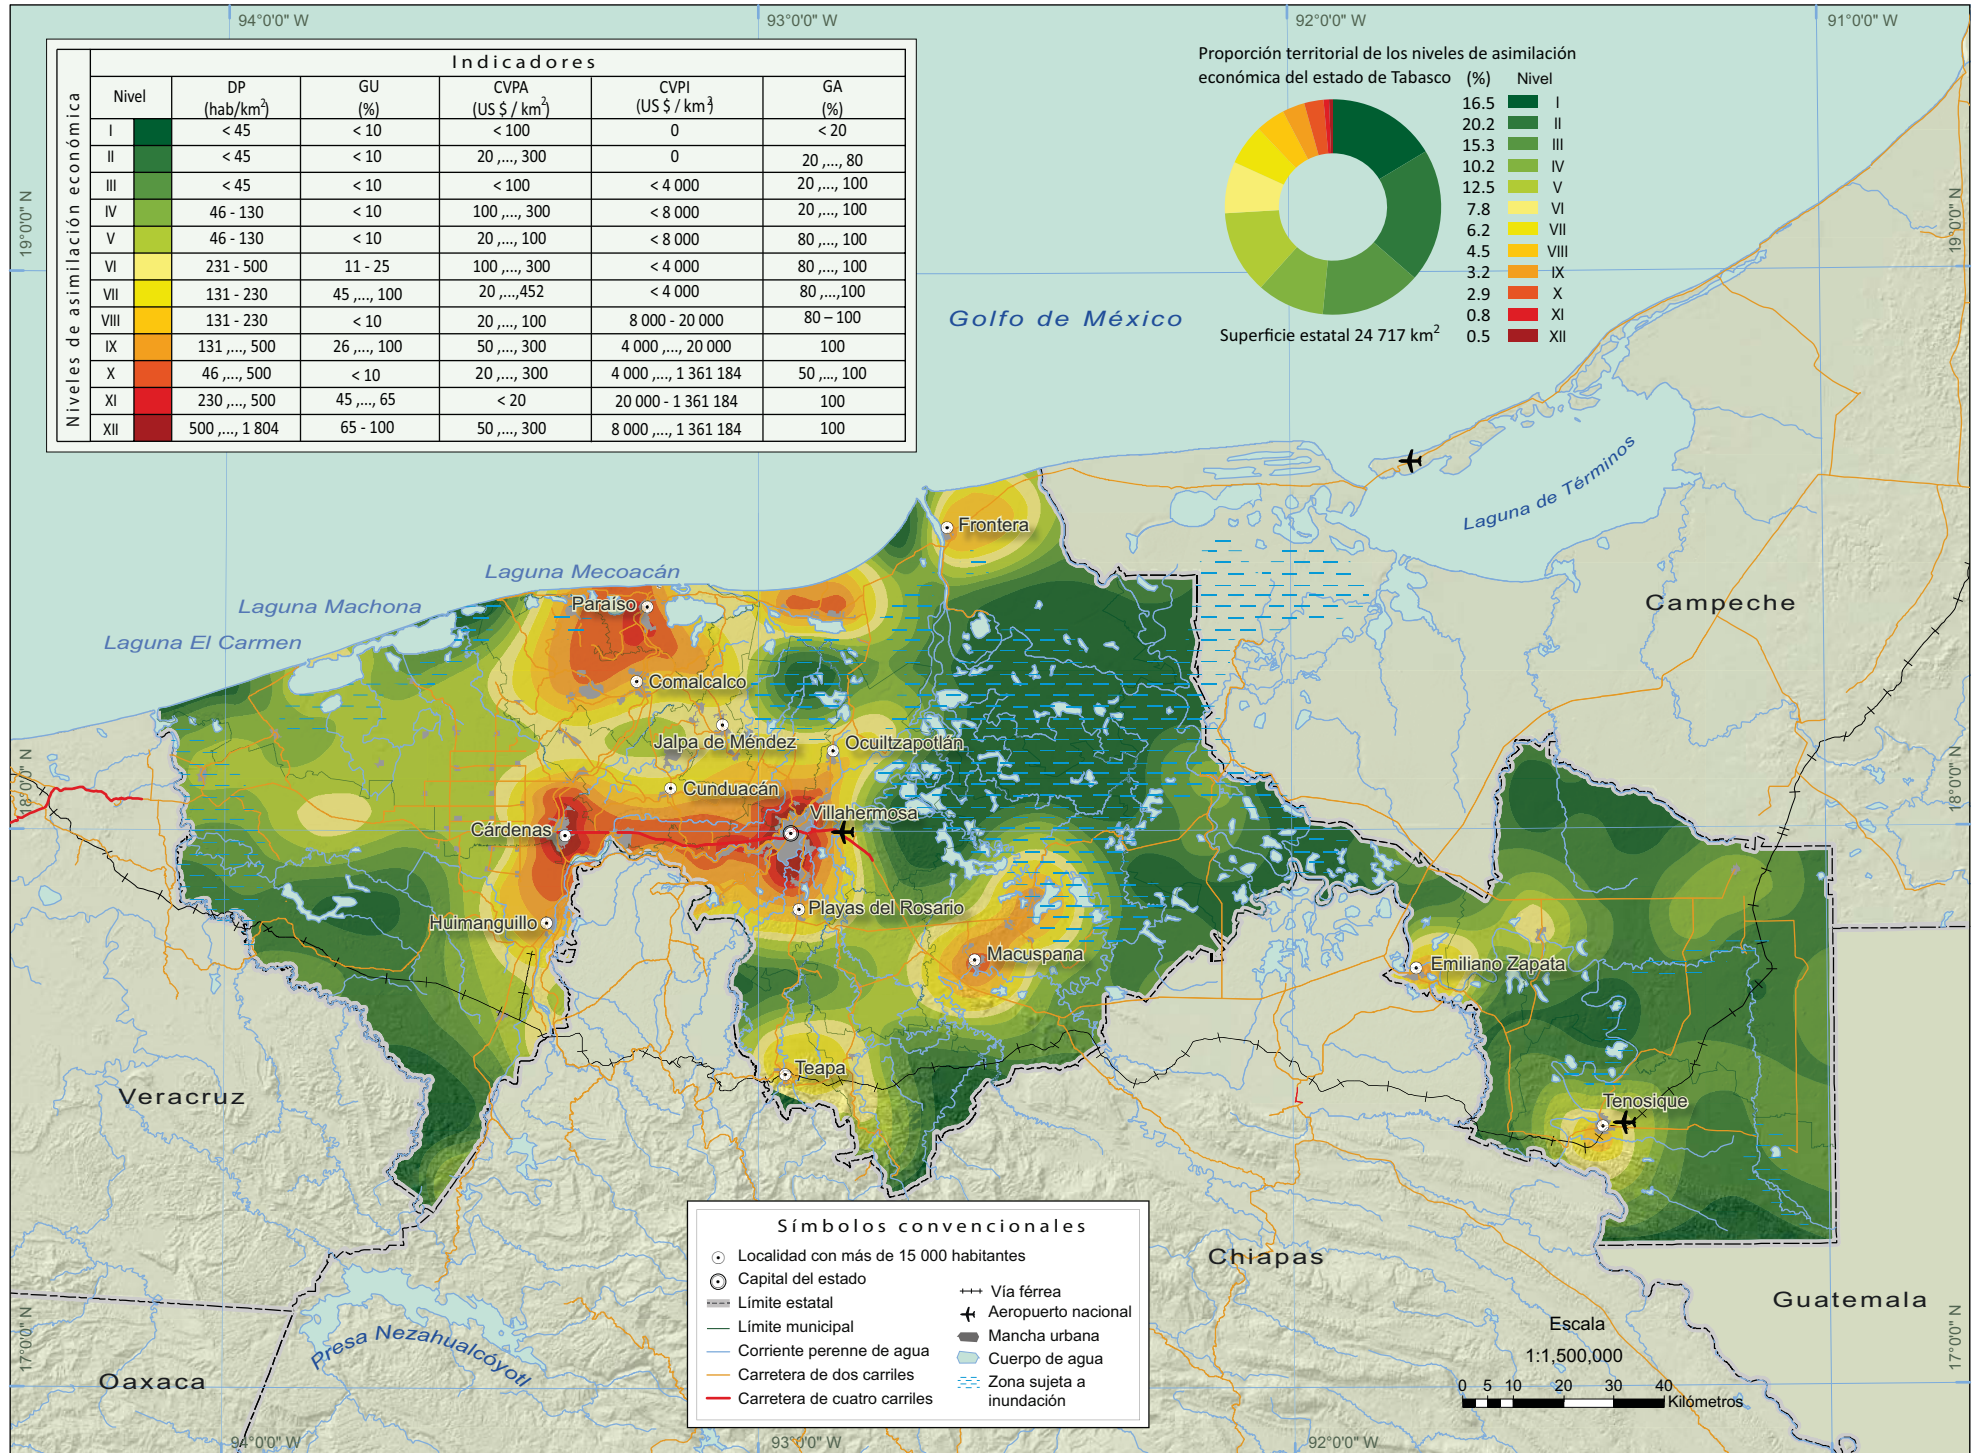 94°0'0" W
93°0'0" W
92°0'0" W
91°0'0" W
Niveles de asimilación económica
Indicadores
Nivel DP (hab/km²) GU (%) CVPA (US $ / km²) CVPI (US $ / km²) GA (%)
I < 45 < 10 < 100 0 < 20
II < 45 < 10 20 ,..., 300 0 20 ,..., 80
III < 45 < 10 < 100 < 4 000 20 ,..., 100
IV 46 - 130 < 10 100 ,..., 300 < 8 000 20 ,..., 100
V 46 - 130 < 10 20 ,..., 100 < 8 000 80 ,..., 100
VI 231 - 500 11 - 25 100 ,..., 300 < 4 000 80 ,..., 100
VII 131 - 230 45 ,..., 100 20 ,...,452 < 4 000 80 ,...,100
VIII 131 - 230 < 10 20 ,..., 100 8 000 - 20 000 80 – 100
IX 131 ,..., 500 26 ,..., 100 50 ,..., 300 4 000 ,..., 20 000 100
X 46 ,..., 500 < 10 20 ,..., 300 4 000 ,..., 1 361 184 50 ,..., 100
XI 230 ,..., 500 45 ,..., 65 < 20 20 000 - 1 361 184 100
XII 500 ,..., 1 804 65 - 100 50 ,..., 300 8 000 ,..., 1 361 184 100
Proporción territorial de los niveles de asimilación
económica del estado de Tabasco (%) Nivel
16.5 I
20.2 II
15.3 III
10.2 IV
12.5 V
7.8 VI
6.2 VII
4.5 VIII
3.2 IX
2.9 X
0.8 XI
0.5 XII
Superficie estatal 24 717 km²
19°0'0" N
19°0'0" N
Golfo de México
Laguna de Términos
Frontera
Laguna Mecoacán
Laguna Machona
Paraíso
Campeche
Laguna El Carmen
Comalcalco
Jalpa de Méndez
Ocuiltzapotlán
18°0'0" N
18°0'0" N
Cunduacán
Villahermosa
Cárdenas
Playas del Rosario
Huimanguillo
Macuspana
Emiliano Zapata
Teapa
Veracruz
Tenosique
Chiapas
Guatemala
Presa Nezahualcóyotl
Oaxaca
17°0'0" N
17°0'0" N
Símbolos convencionales
Localidad con más de 15 000 habitantes
Capital del estado
Límite estatal
Límite municipal
Corriente perenne de agua
Carretera de dos carriles
Carretera de cuatro carriles
Vía férrea
Aeropuerto nacional
Mancha urbana
Cuerpo de agua
Zona sujeta a
inundación
Escala
1:1,500,000
0 5 10 20 30 40
Kilómetros
94°0'0" W
93°0'0" W
92°0'0" W